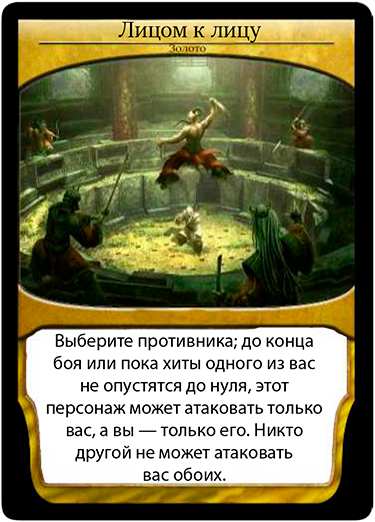 Лицом к лицу
Золото
Выберите противника; до конца
боя или пока хиты одного из вас
не опустятся до нуля, этот
персонаж может атаковать только
вас, а вы — только его. Никто
другой не может атаковать
вас обоих.